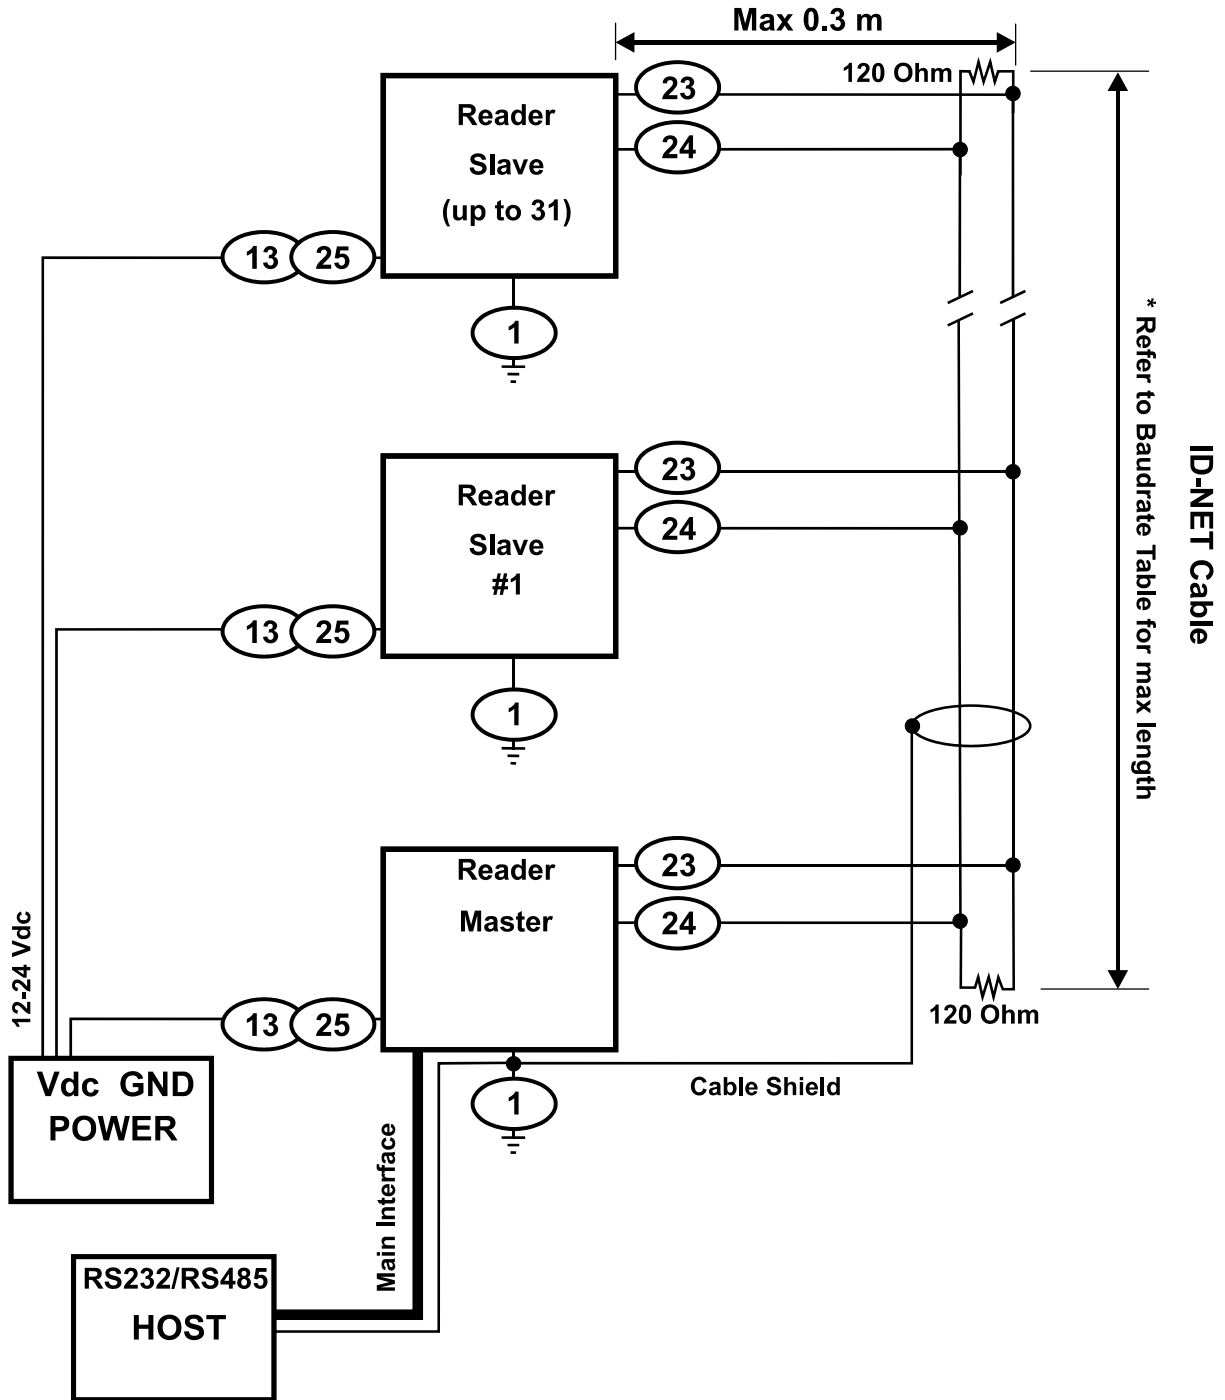 Max 0.3 m
120 Ohm
Reader
Slave
(up to 31)
23
24
13
25
1
Reader
Slave
#1
23
24
13
25
1
Reader
Master
23
24
13
25
1
120 Ohm
ID-NET Cable
* Refer to Baudrate Table for max length
12-24 Vdc
Vdc GND
POWER
Cable Shield
Main Interface
RS232/RS485
HOST